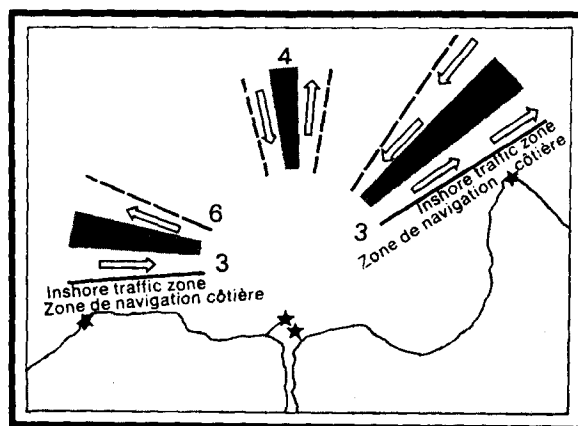 4
6
3
3
Inshore traffic zone
Zone de navigation côtière
Inshore traffic zone
Zone de navigation côtière